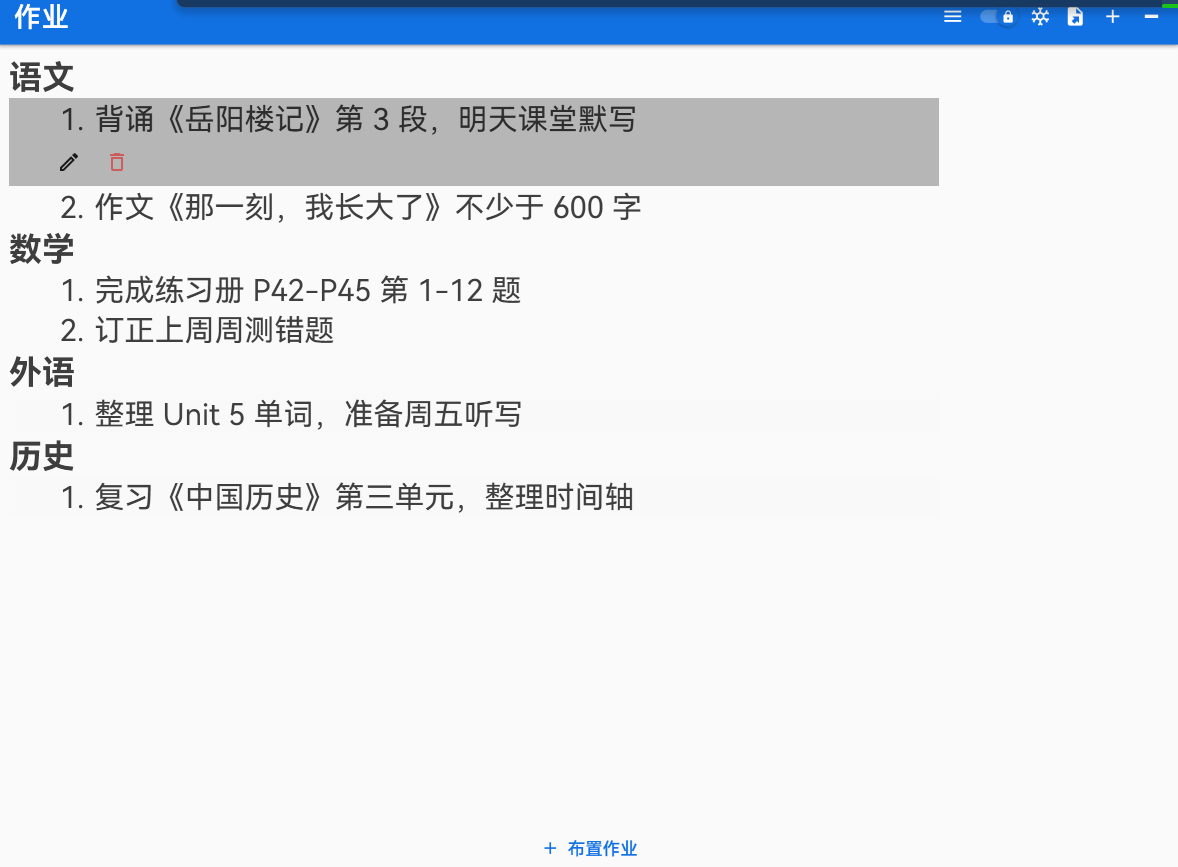 作业
语文
1. 背诵《岳阳楼记》第 3 段，明天课堂默写
2. 作文《那一刻，我长大了》不少于 600 字
数学
1. 完成练习册 P42-P45 第 1-12 题
2. 订正上周周测错题
外语
1. 整理 Unit 5 单词，准备周五听写
历史
1. 复习《中国历史》第三单元，整理时间轴
+ 布置作业